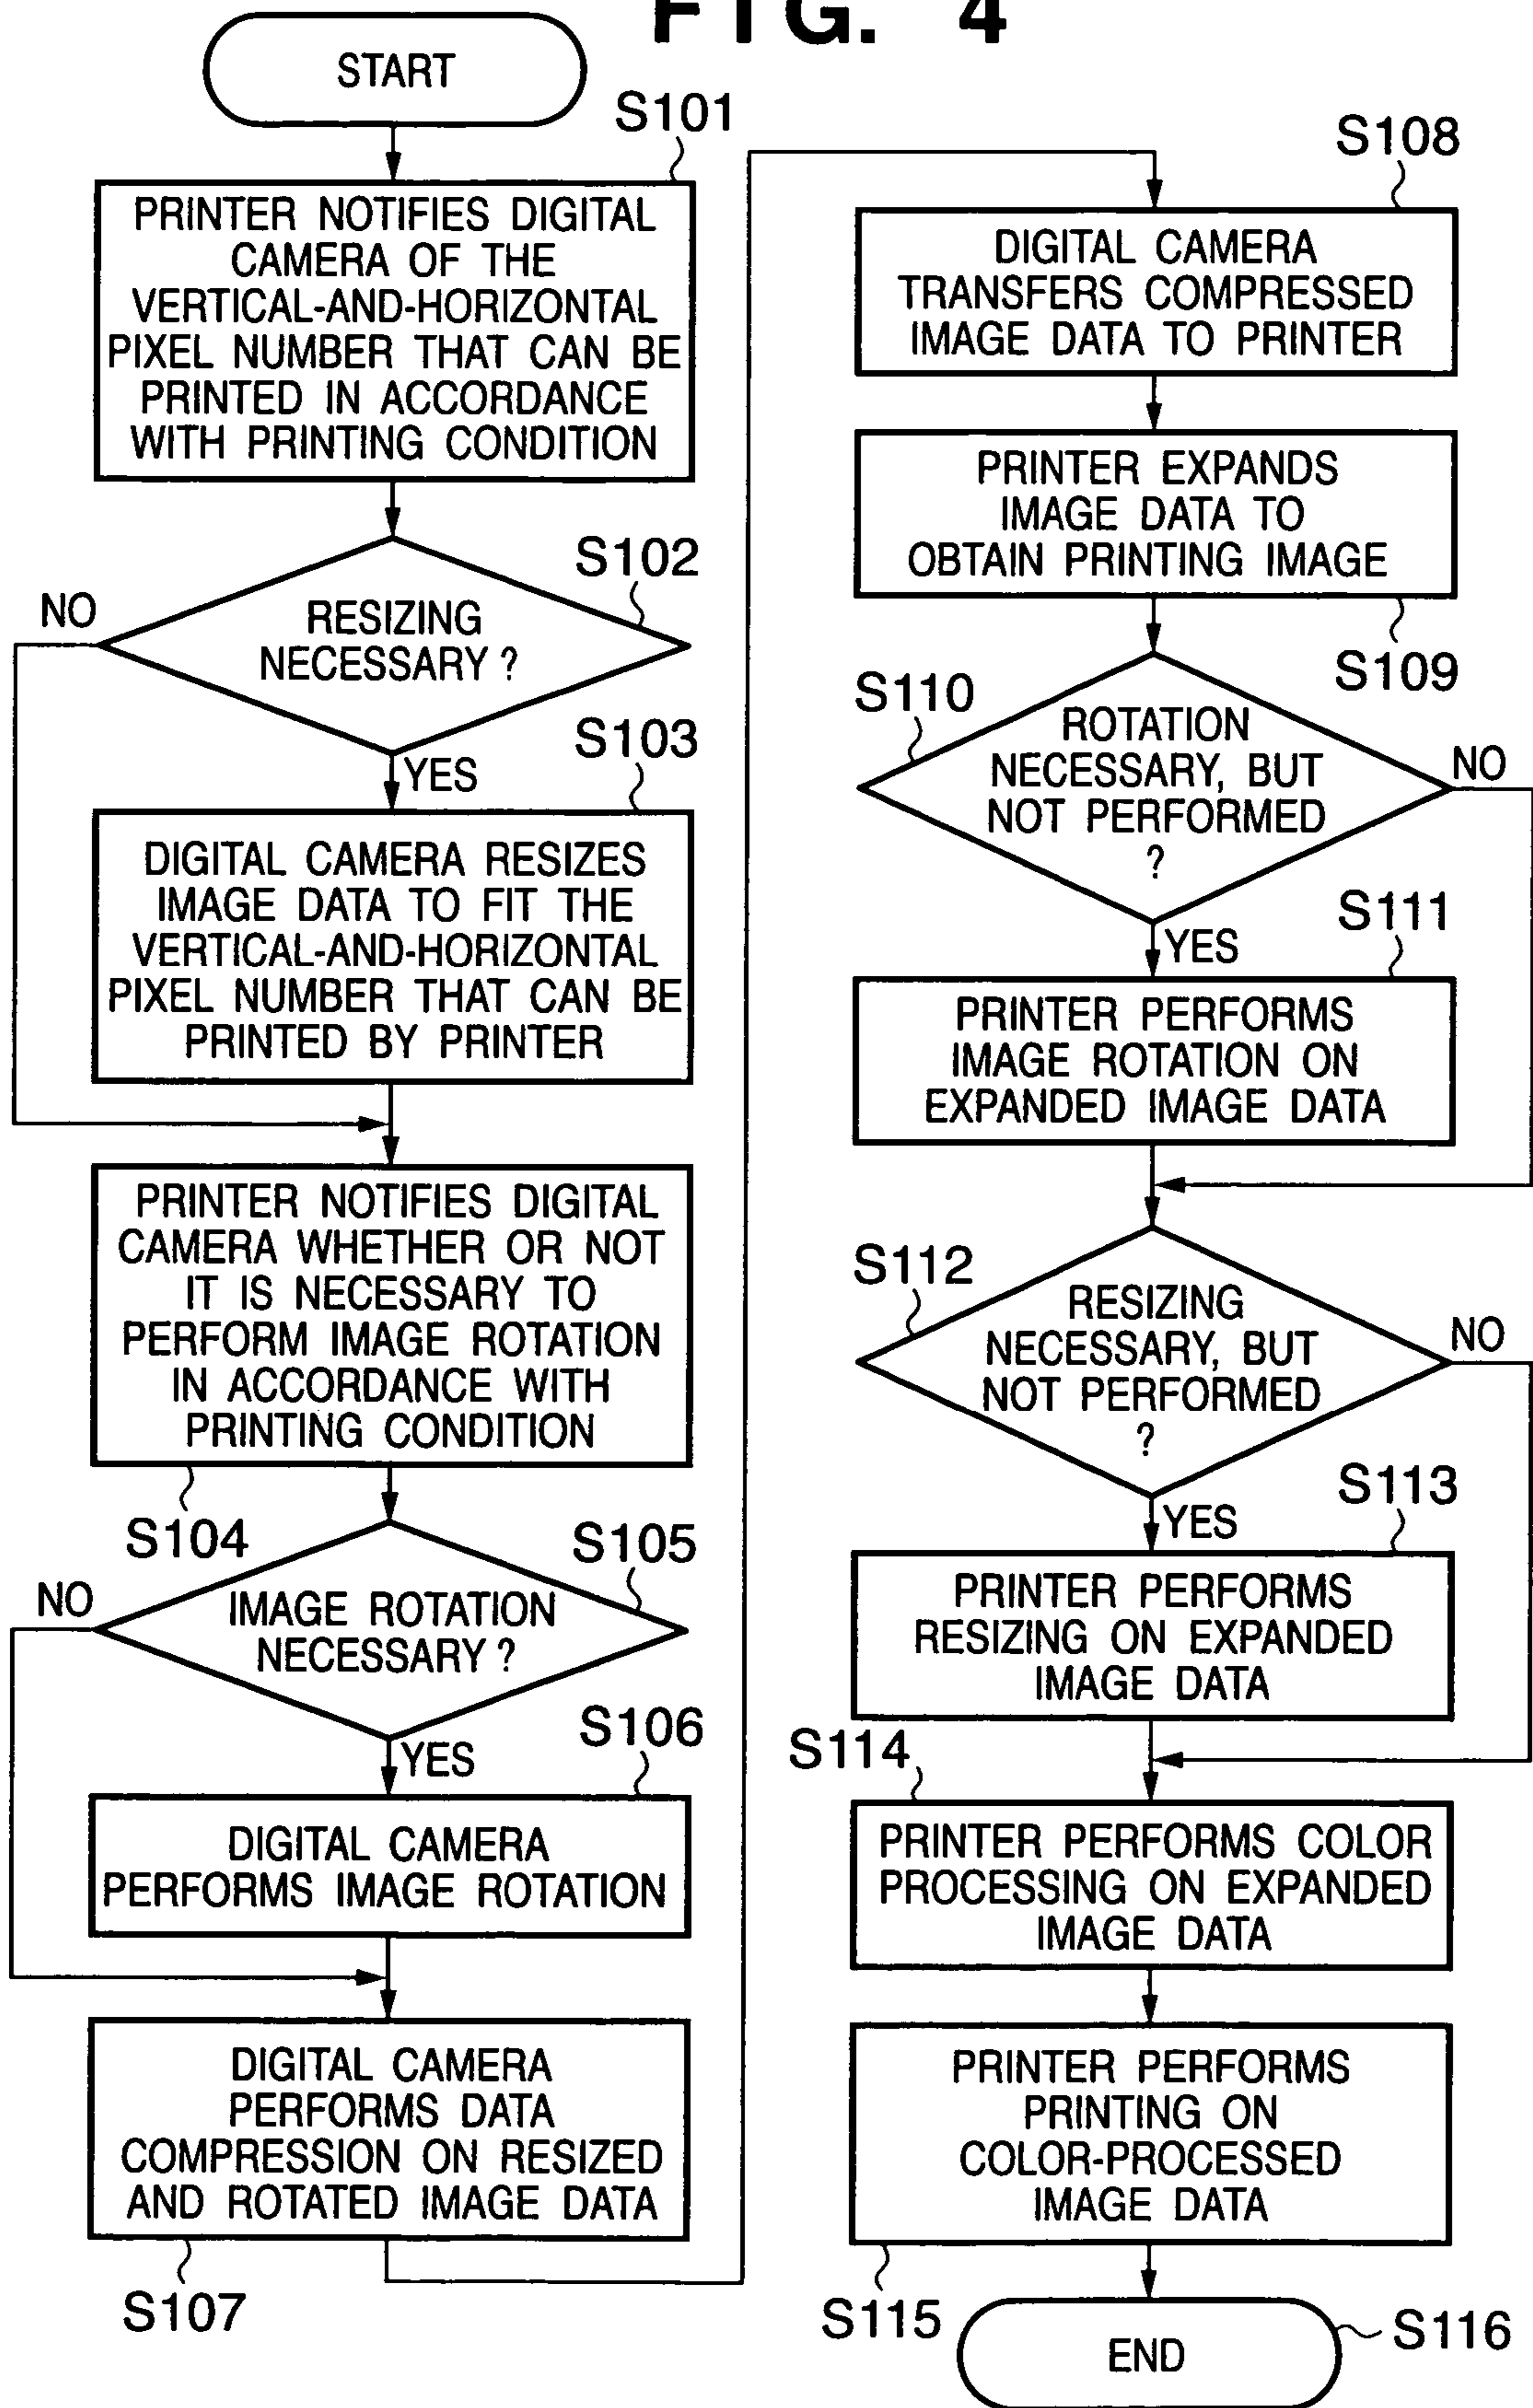 FIG. 4
START
S101
PRINTER NOTIFIES DIGITAL
CAMERA OF THE
VERTICAL-AND-HORIZONTAL
PIXEL NUMBER THAT CAN BE
PRINTED IN ACCORDANCE
WITH PRINTING CONDITION
S102
NO
RESIZING
NECESSARY ?
YES
S103
DIGITAL CAMERA RESIZES
IMAGE DATA TO FIT THE
VERTICAL-AND-HORIZONTAL
PIXEL NUMBER THAT CAN BE
PRINTED BY PRINTER
PRINTER NOTIFIES DIGITAL
CAMERA WHETHER OR NOT
IT IS NECESSARY TO
PERFORM IMAGE ROTATION
IN ACCORDANCE WITH
PRINTING CONDITION
S104
S105
NO
IMAGE ROTATION
NECESSARY ?
YES
S106
DIGITAL CAMERA
PERFORMS IMAGE ROTATION
DIGITAL CAMERA
PERFORMS DATA
COMPRESSION ON RESIZED
AND ROTATED IMAGE DATA
S107
S108
DIGITAL CAMERA
TRANSFERS COMPRESSED
IMAGE DATA TO PRINTER
PRINTER EXPANDS
IMAGE DATA TO
OBTAIN PRINTING IMAGE
S109
S110
ROTATION
NECESSARY, BUT
NOT PERFORMED
?
NO
YES
S111
PRINTER PERFORMS
IMAGE ROTATION ON
EXPANDED IMAGE DATA
S112
RESIZING
NECESSARY, BUT
NOT PERFORMED
?
NO
YES
S113
PRINTER PERFORMS
RESIZING ON EXPANDED
IMAGE DATA
S114
PRINTER PERFORMS COLOR
PROCESSING ON EXPANDED
IMAGE DATA
PRINTER PERFORMS
PRINTING ON
COLOR-PROCESSED
IMAGE DATA
S115
END
S116